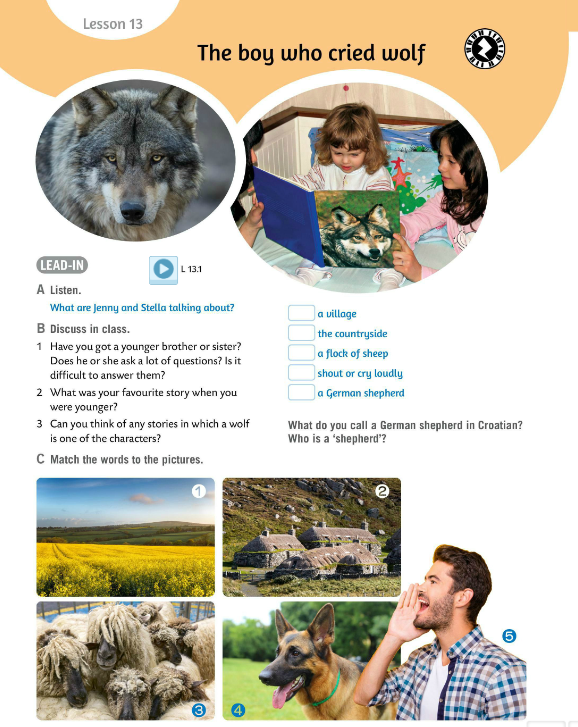 Lesson 13
The boy who cried wolf
LEAD-IN
L 13.1
A Listen.
What are Jenny and Stella talking about?
B Discuss in class.
1 Have you got a younger brother or sister?
Does he or she ask a lot of questions? Is it
difficult to answer them?
2 What was your favourite story when you
were younger?
3 Can you think of any stories in which a wolf
is one of the characters?
C Match the words to the pictures.
a village
the countryside
a flock of sheep
shout or cry loudly
a German shepherd
What do you call a German shepherd in Croatian?
Who is a ‘shepherd’?
1
2
3
4
5